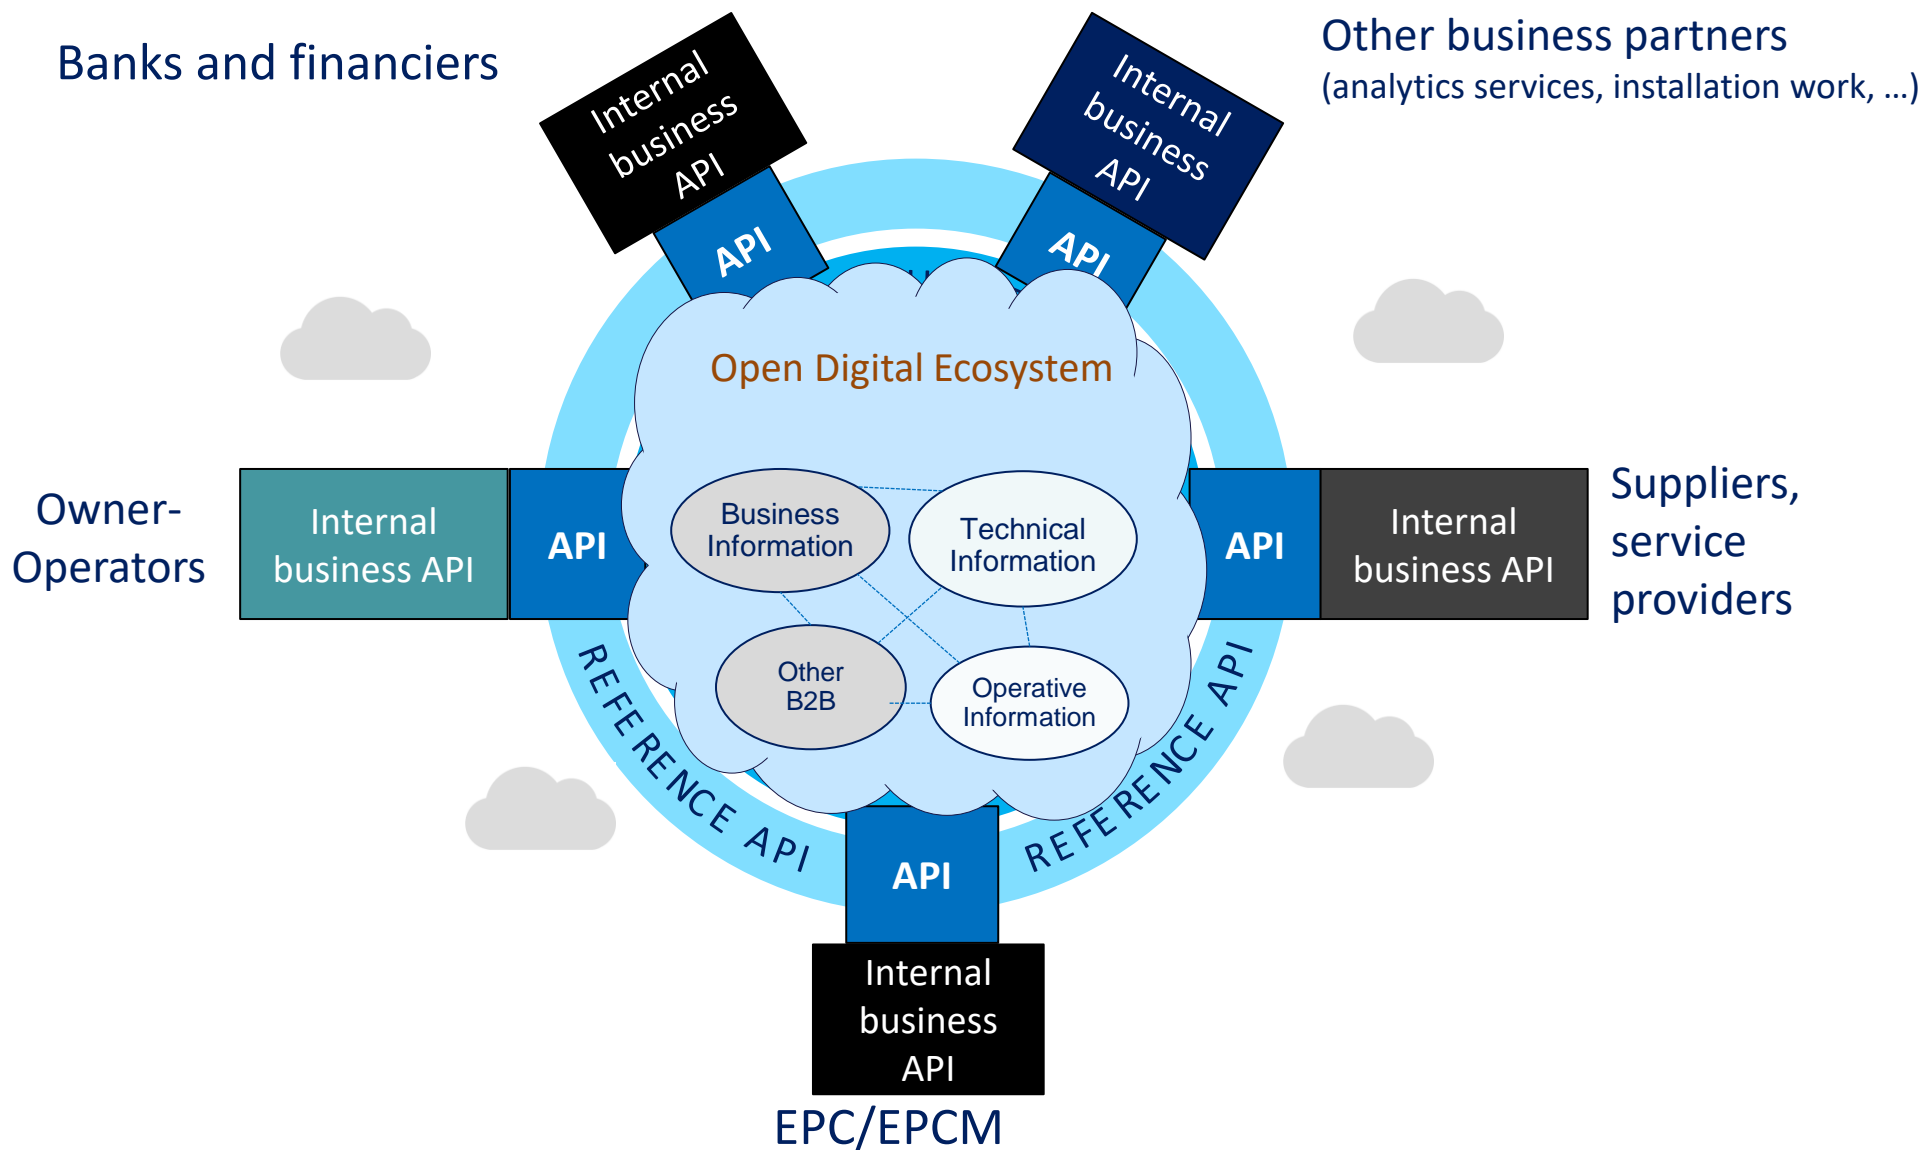 Banks and financiers
Other business partners
(analytics services, installation work, ...)
Internal
business
API
API
Internal
business
API
API
Open Digital Ecosystem
Owner-
Operators
Internal
business API
API
Business
Information
Technical
Information
Other
B2B
Operative
Information
API
Internal
business API
Suppliers,
service
providers
REFERENCE API
REFERENCE API
API
Internal
business
API
EPC/EPCM